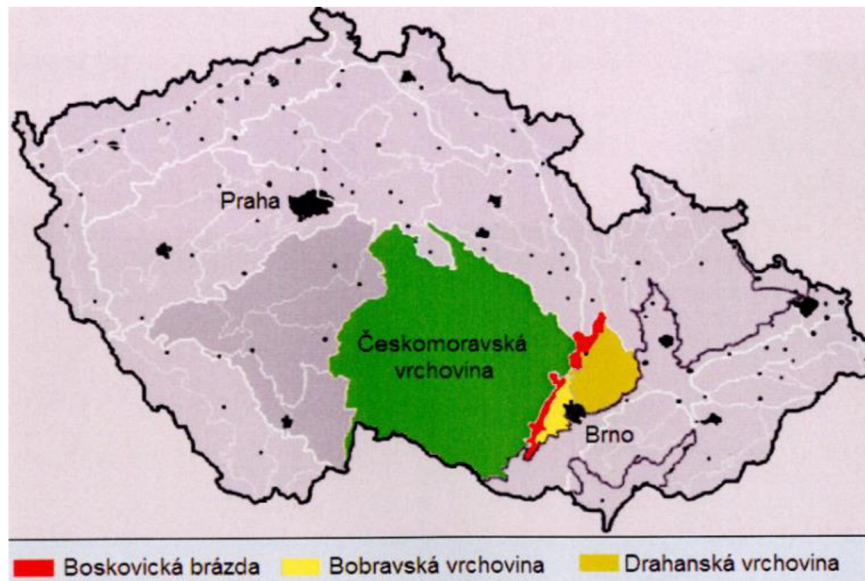 Praha
Českomoravská
vrchovina
Brno
Boskovická brázda
Bobravská vrchovina
Drahanská vrchovina